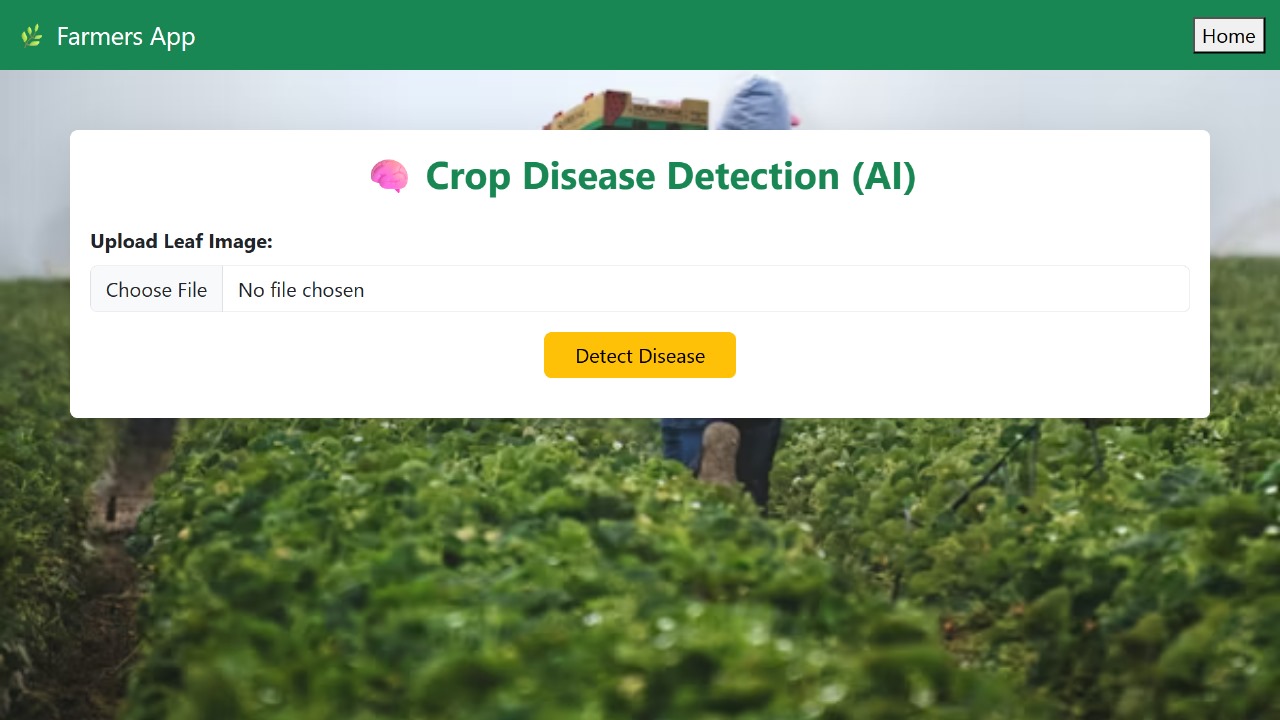 🌿 Farmers App
Home
🧠 Crop Disease Detection (AI)
Upload Leaf Image:
Choose File No file chosen
Detect Disease